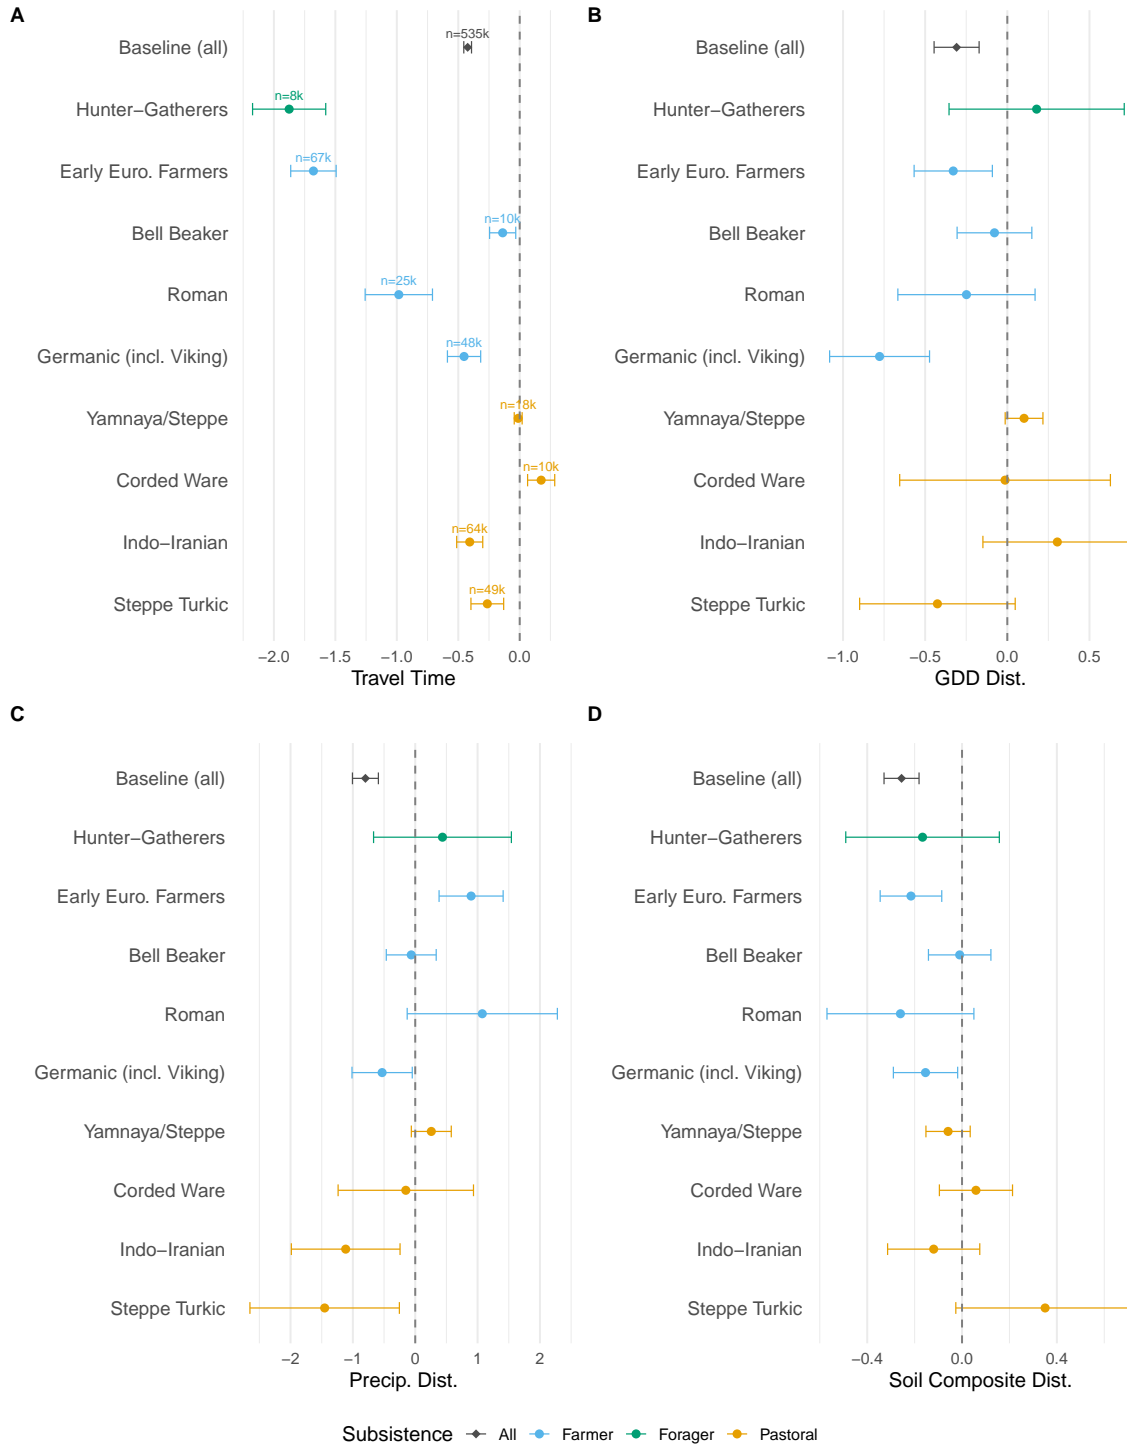 A
Baseline (all)
n=535k
Hunter−Gatherers
n=8k
Early Euro. Farmers
n=67k
Bell Beaker
n=10k
Roman
n=25k
Germanic (incl. Viking)
n=48k
Yamnaya/Steppe
n=18k
Corded Ware
n=10k
Indo−Iranian
n=64k
Steppe Turkic
n=49k
−2.0 −1.5 −1.0 −0.5 0.0
Travel Time
B
Baseline (all)
Hunter−Gatherers
Early Euro. Farmers
Bell Beaker
Roman
Germanic (incl. Viking)
Yamnaya/Steppe
Corded Ware
Indo−Iranian
Steppe Turkic
−1.0 −0.5 0.0 0.5
GDD Dist.
C
Baseline (all)
Hunter−Gatherers
Early Euro. Farmers
Bell Beaker
Roman
Germanic (incl. Viking)
Yamnaya/Steppe
Corded Ware
Indo−Iranian
Steppe Turkic
−2 −1 0 1 2
Precip. Dist.
D
Baseline (all)
Hunter−Gatherers
Early Euro. Farmers
Bell Beaker
Roman
Germanic (incl. Viking)
Yamnaya/Steppe
Corded Ware
Indo−Iranian
Steppe Turkic
−0.4 0.0 0.4
Soil Composite Dist.
Subsistence All Farmer Forager Pastoral